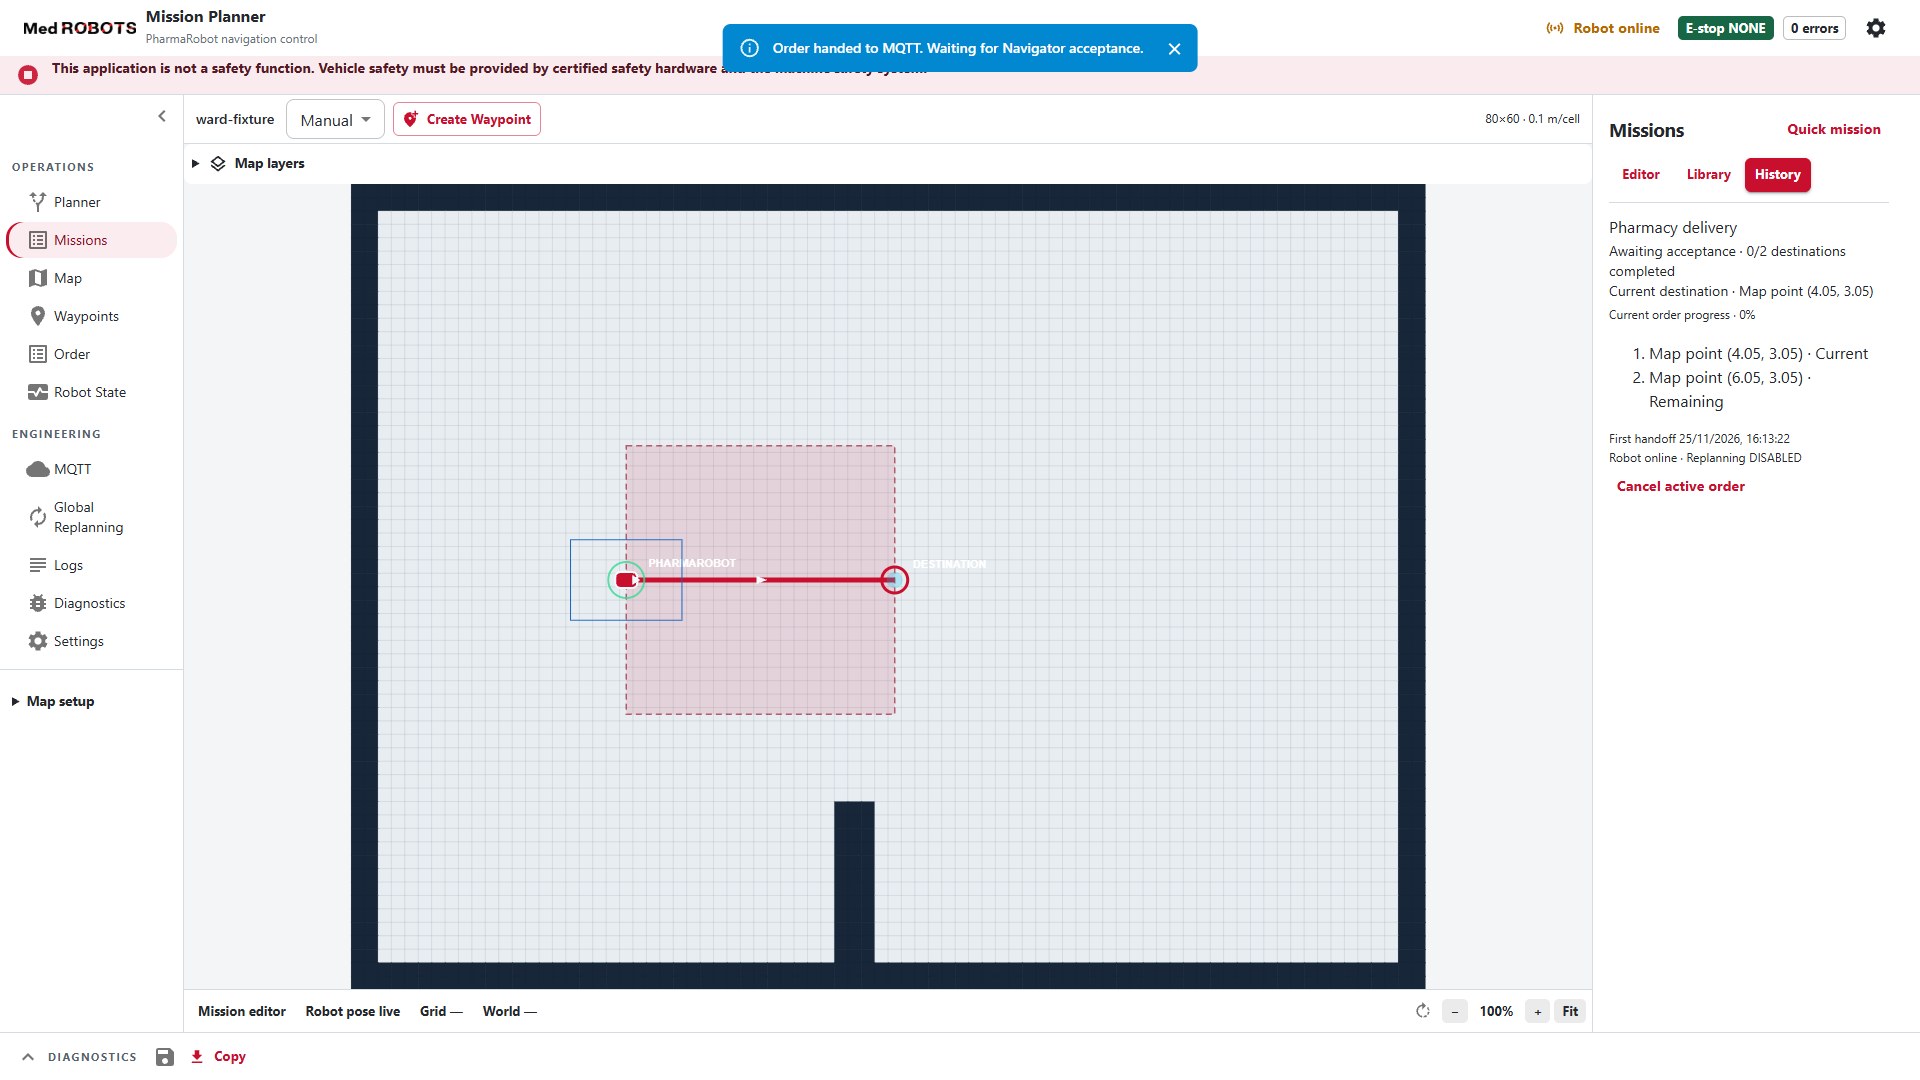 Med ROBOTS
Mission Planner
PharmaRobot navigation control
Order handed to MQTT. Waiting for Navigator acceptance.
Robot online
E-stop NONE
0 errors
This application is not a safety function. Vehicle safety must be provided by certified safety hardware and the machine safety system.
ward-fixture
Manual
Create Waypoint
80×60 · 0.1 m/cell
Map layers
OPERATIONS
Planner
Missions
Map
Waypoints
Order
Robot State
ENGINEERING
MQTT
Global
Replanning
Logs
Diagnostics
Settings
Map setup
PHARMAROBOT
DESTINATION
Missions
Quick mission
Editor
Library
History
Pharmacy delivery
Awaiting acceptance · 0/2 destinations
completed
Current destination · Map point (4.05, 3.05)
Current order progress · 0%
1. Map point (4.05, 3.05) · Current
2. Map point (6.05, 3.05) ·
Remaining
First handoff 25/11/2026, 16:13:22
Robot online · Replanning DISABLED
Cancel active order
Mission editor
Robot pose live
Grid —
World —
−
100%
+
Fit
DIAGNOSTICS
Copy